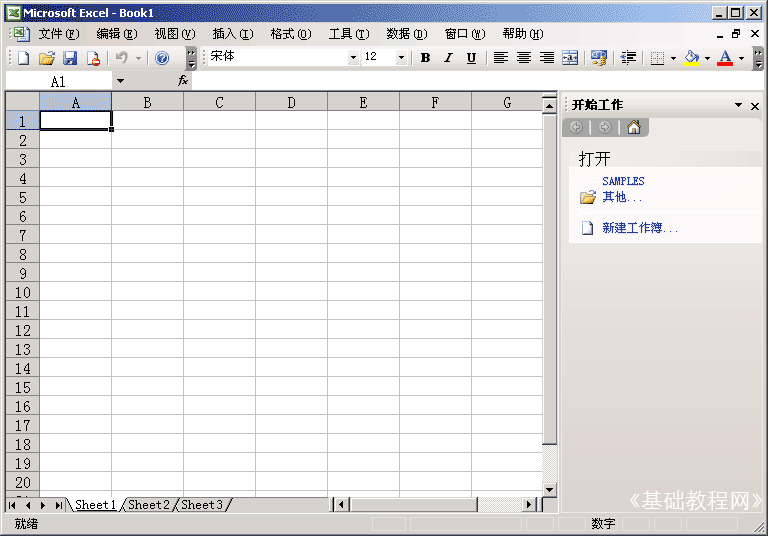 Microsoft Excel - Book1
文件(F) 编辑(E) 视图(V) 插入(I) 格式(O) 工具(T) 数据(D) 窗口(W) 帮助(H)
宋体 12 B I U A
A1 fx
A B C D E F G
1
2
3
4
5
6
7
8
9
10
11
12
13
14
15
16
17
18
19
20
开始工作
打开
SAMPLES
其他...
新建工作簿...
Sheet1 Sheet2 Sheet3
《基础教程网》
就绪 数字